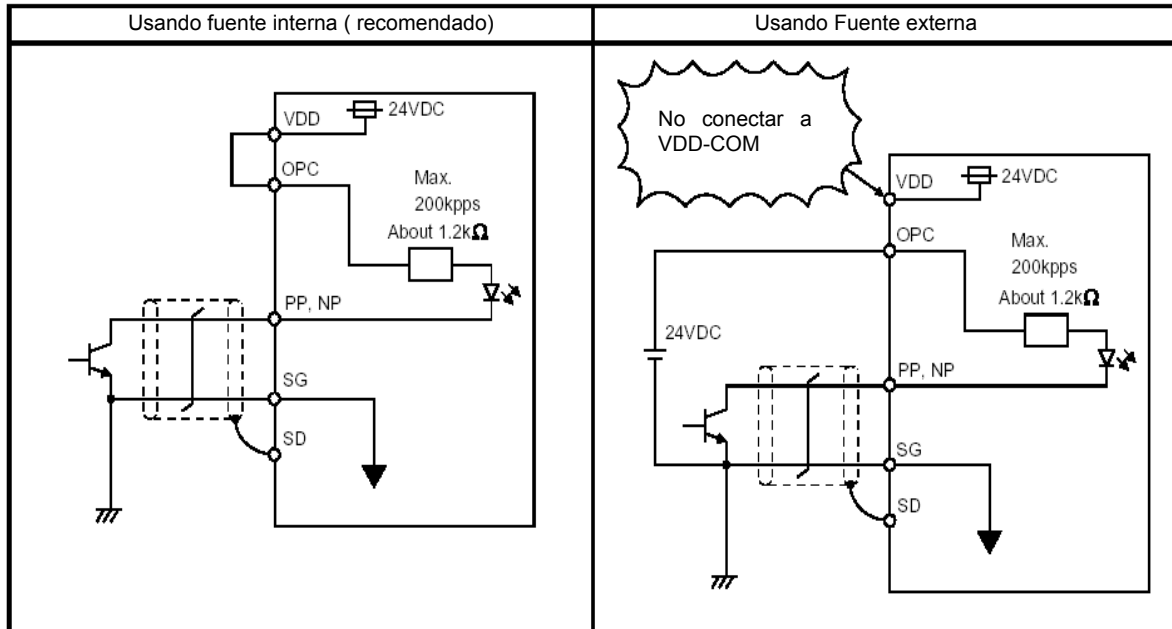 Usando fuente interna ( recomendado)
VDD
24VDC
OPC
Max.
200kpps
About 1.2kΩ
PP, NP
SG
SD
Usando Fuente externa
No conectar a
VDD-COM
VDD
24VDC
OPC
Max.
200kpps
About 1.2kΩ
24VDC
PP, NP
SG
SD